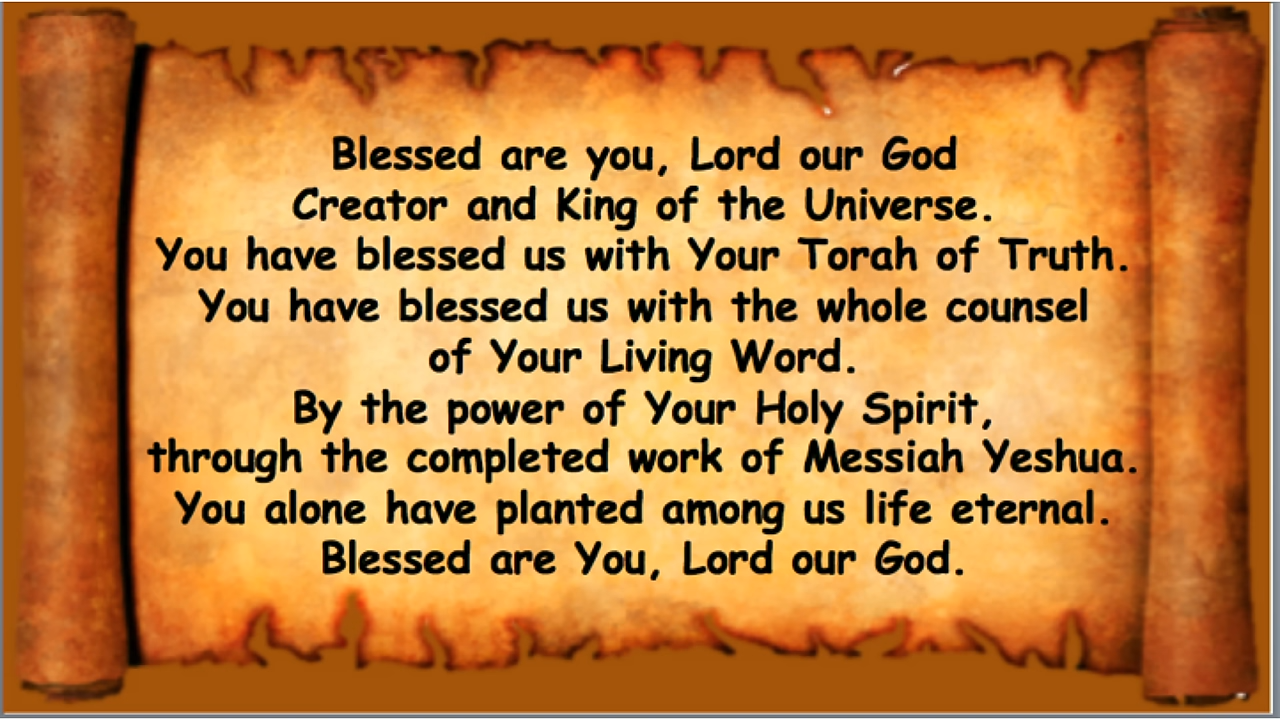 Blessed are you, Lord our God
Creator and King of the Universe.
You have blessed us with Your Torah of Truth.
You have blessed us with the whole counsel
of Your Living Word.
By the power of Your Holy Spirit,
through the completed work of Messiah Yeshua.
You alone have planted among us life eternal.
Blessed are You, Lord our God.